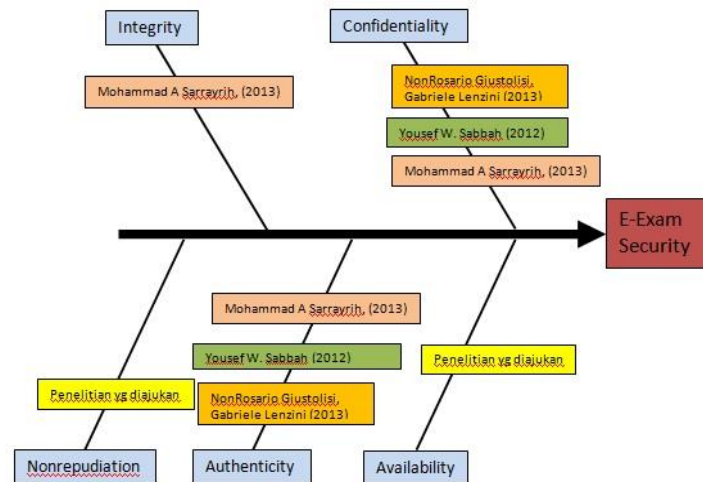 Integrity
Confidentiality
Mohammad A Sarrayrih, (2013)
NonRosario Giustolisi,
Gabriele Lenzini (2013)
Yousef W. Sabbah (2012)
Mohammad A Sarrayrih, (2013)
E-Exam
Security
Mohammad A Sarrayrih, (2013)
Yousef W. Sabbah (2012)
Penelitian yg diajukan
Penelitian yg diajukan
NonRosario Giustolisi,
Gabriele Lenzini (2013)
Nonrepudiation
Authenticity
Availability